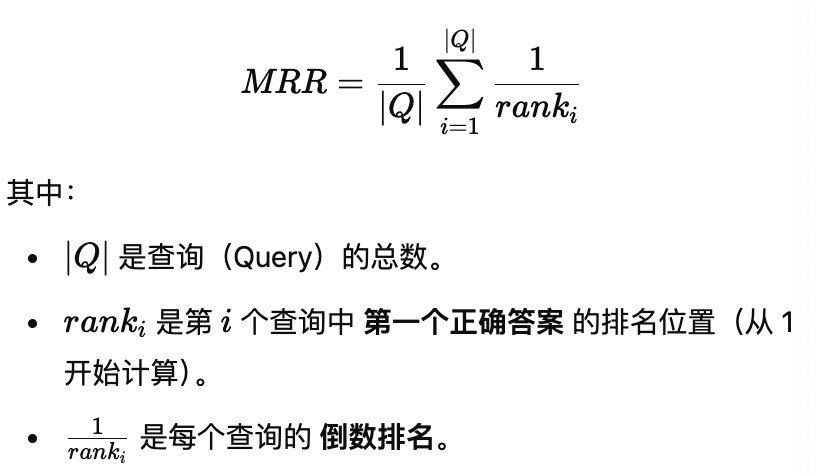 $MRR = \frac{1}{|Q|} \sum_{i=1}^{|Q|} \frac{1}{rank_i}$
其中：
• $|Q|$ 是查询（Query）的总数。
• $rank_i$ 是第 $i$ 个查询中 第一个正确答案 的排名位置（从 1
开始计算）。
• $\frac{1}{rank_i}$ 是每个查询的 倒数排名。